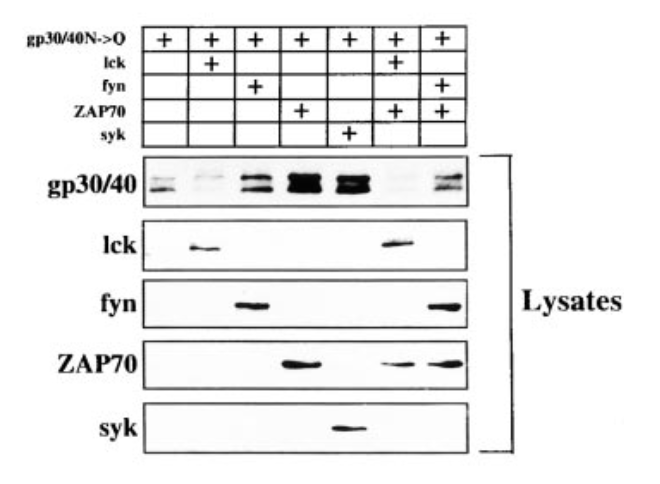 gp30/40N->Q + + + + + + +
lck + +
fyn + +
ZAP70 + + +
syk +
gp30/40
lck
fyn
ZAP70
syk
Lysates